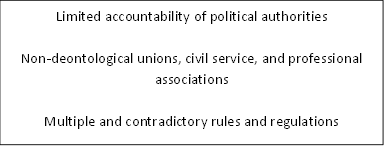 Limited accountability of political authorities
Non-deontological unions, civil service, and professional
associations
Multiple and contradictory rules and regulations